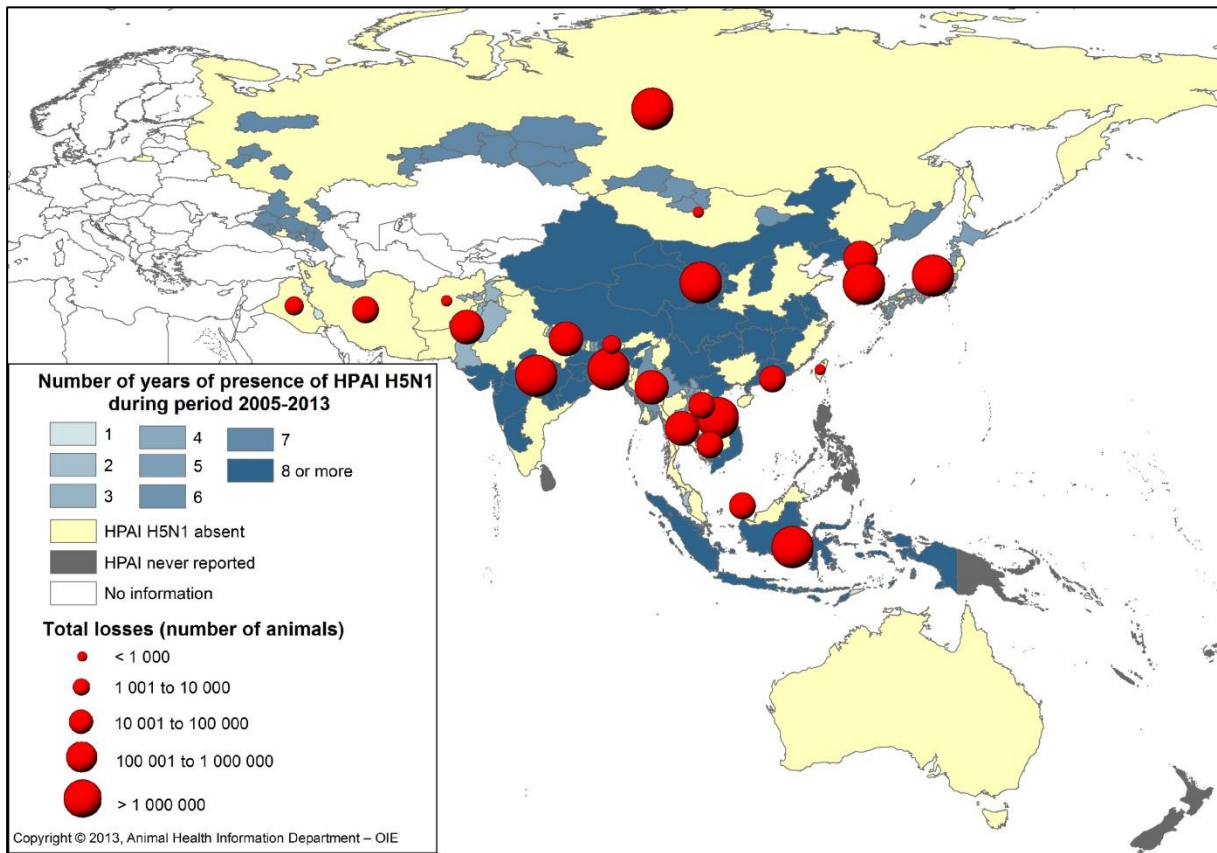 Number of years of presence of HPAI H5N1
during period 2005-2013
1
2
3
4
5
6
7
8 or more
HPAI H5N1 absent
HPAI never reported
No information
Total losses (number of animals)
< 1 000
1 001 to 10 000
10 001 to 100 000
100 001 to 1 000 000
> 1 000 000
Copyright © 2013, Animal Health Information Department – OIE